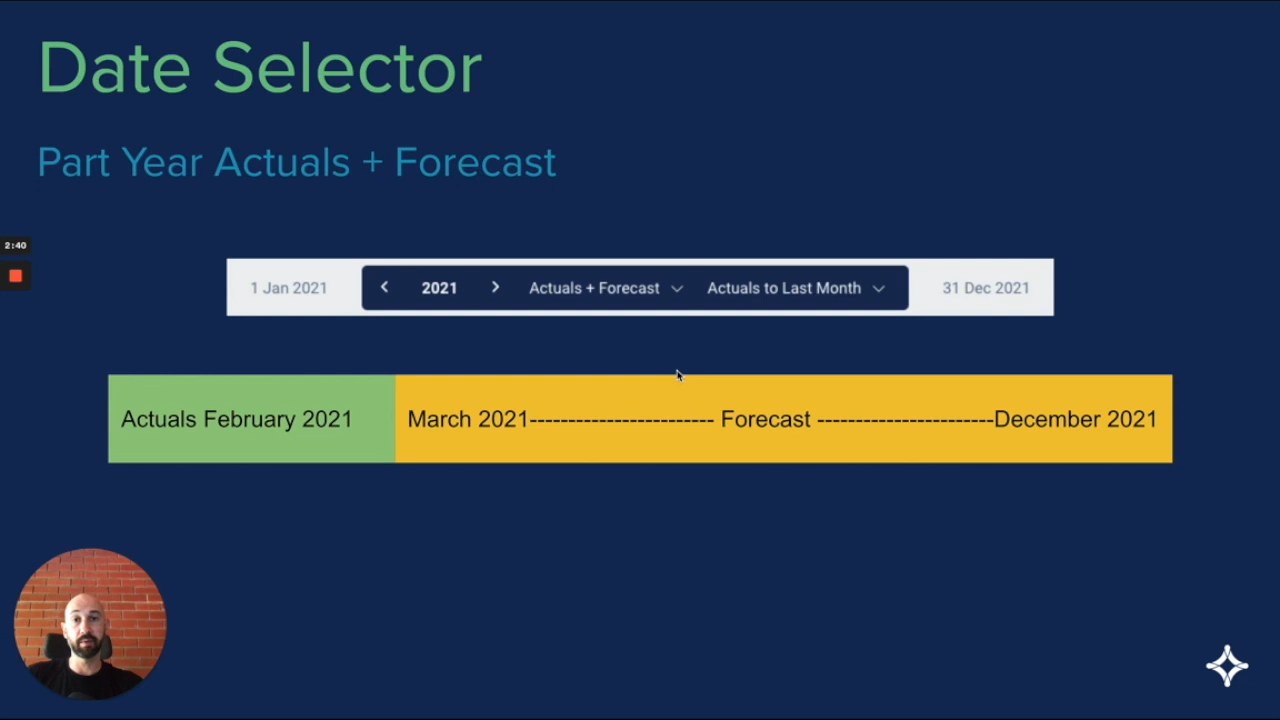 Date Selector
Part Year Actuals + Forecast
2:40
1 Jan 2021 2021 Actuals + Forecast Actuals to Last Month 31 Dec 2021
Actuals February 2021 March 2021------------------------ Forecast -----------------------December 2021